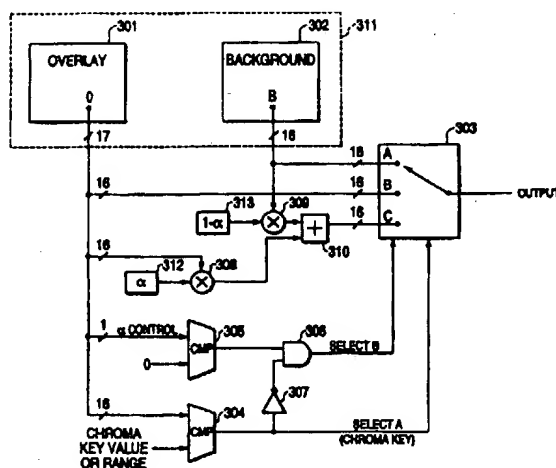 301
302
311
OVERLAY
BACKGROUND
0
B
17
16
303
16
A
16
B
OUTPUT
313
309
16
C
1-α
+
310
16
312
308
α
1
α CONTROL
305
306
0
CMP
SELECT B
307
16
304
SELECT A
(CHROMA KEY)
CHROMA
KEY VALUE
OR RANGE
CMP